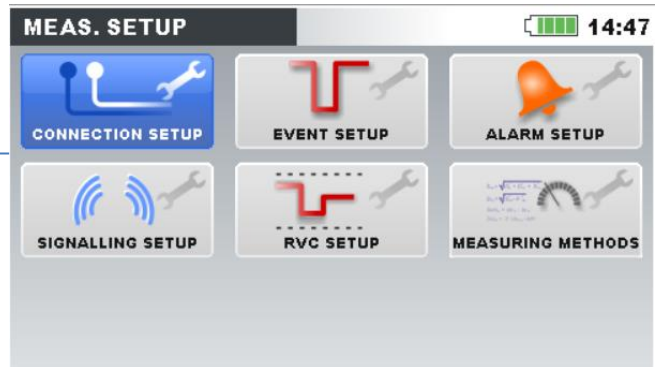 MEAS. SETUP
14:47
CONNECTION SETUP
EVENT SETUP
ALARM SETUP
SIGNALLING SETUP
RVC SETUP
MEASURING METHODS